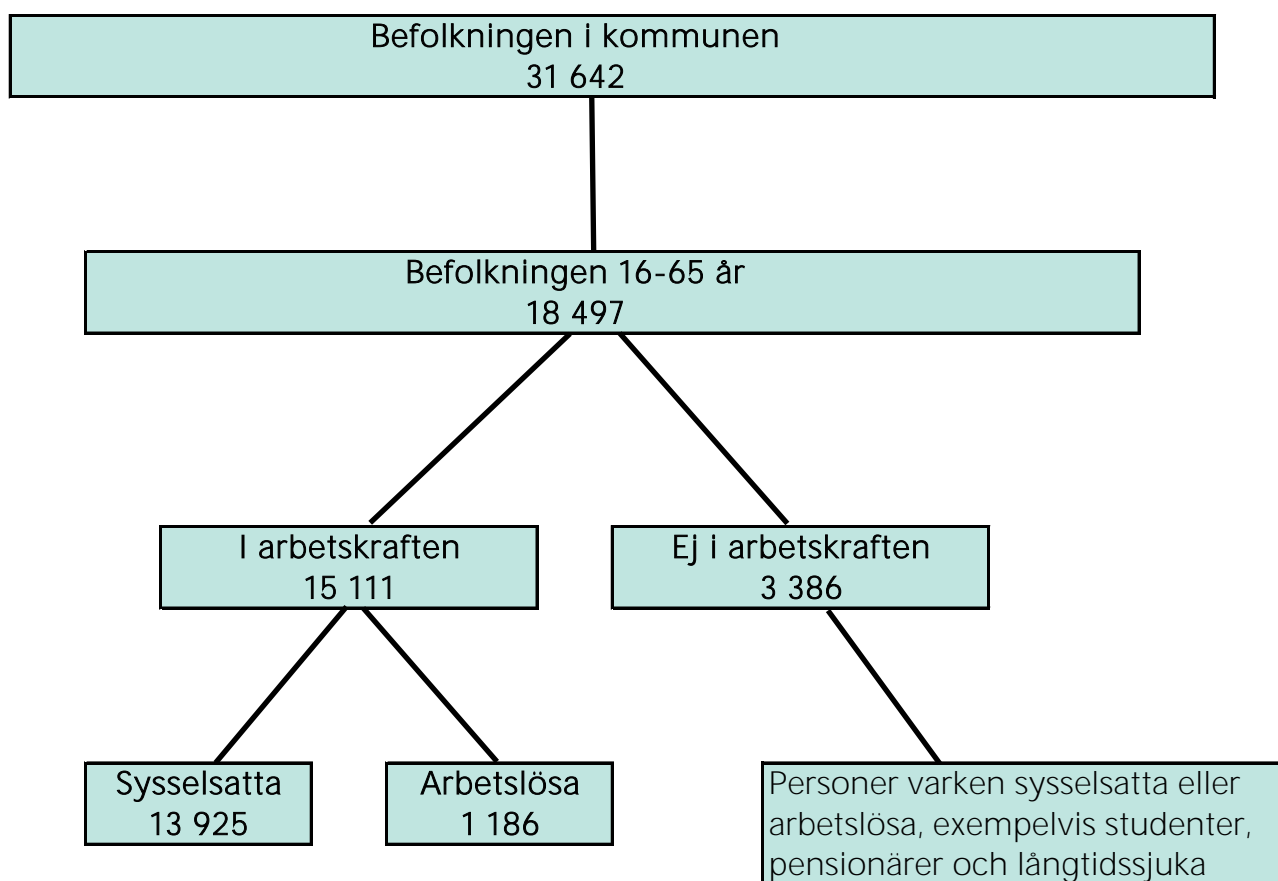 Befolkningen i kommunen
31 642
Befolkningen 16-65 år
18 497
I arbetskraften
15 111
Ej i arbetskraften
3 386
Sysselsatta
13 925
Arbetslösa
1 186
Personer varken sysselsatta eller
arbetslösa, exempelvis studenter,
pensionärer och långtidssjuka